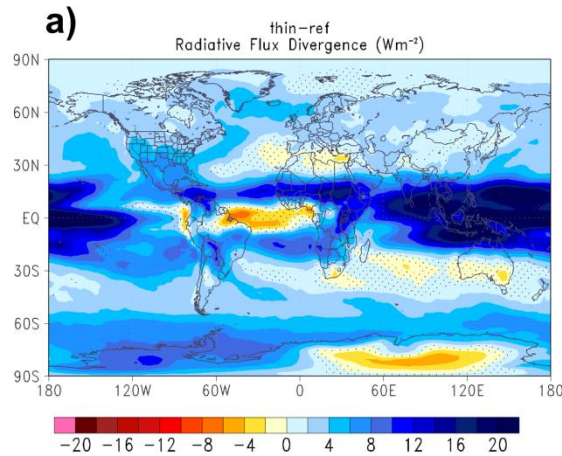 a)
thin-ref
Radiative Flux Divergence (Wm⁻²)
90N
60N
30N
EQ
30S
60S
90S
180 120W 60W 0 60E 120E 180
-20 -16 -12 -8 -4 0 4 8 12 16 20